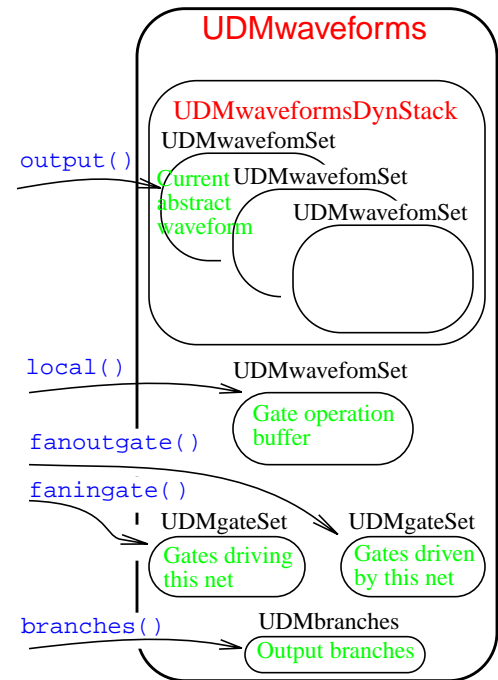 UDMwaveforms
UDMwaveformsDynStack
UDMwavefomSet
output()
Current
abstract
waveform
UDMwavefomSet
UDMwavefomSet
local()
UDMwavefomSet
Gate operation
buffer
fanoutgate()
faningate()
UDMgateSet
Gates driving
this net
UDMgateSet
Gates driven
by this net
branches()
UDMbranches
Output branches